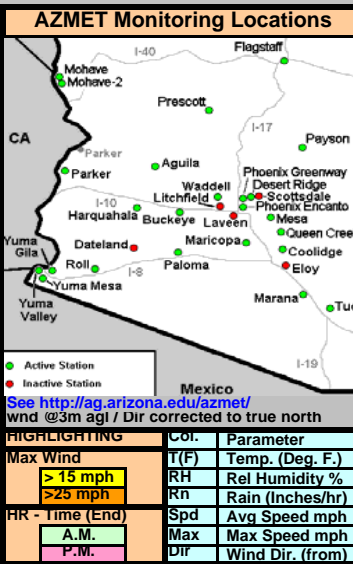 AZMET Monitoring Locations
Flagstaff
I-40
Mohave
Mohave-2
Prescott
I-17
CA
Payson
Parker
Aguila
Parker
Phoenix Greenway
Waddell
Desert Ridge
Litchfield
Scottsdale
I-10
Phoenix Encanto
Harquahala
Buckeye
Laveen
Mesa
Yuma
Gila
Dateland
Maricopa
Queen Cree
Coolidge
Roll
I-8
Paloma
Eloy
Yuma Mesa
Yuma
Valley
Marana
Tuc
I-19
Active Station
Inactive Station
Mexico
See http://ag.arizona.edu/azmet/
wnd @3m agl / Dir corrected to true north
HIGHLIGHTING Col. Parameter
Max Wind T(F) Temp. (Deg. F.)
> 15 mph RH Rel Humidity %
>25 mph Rn Rain (Inches/hr)
HR - Time (End) Spd Avg Speed mph
A.M. Max Max Speed mph
P.M. Dir Wind Dir. (from)